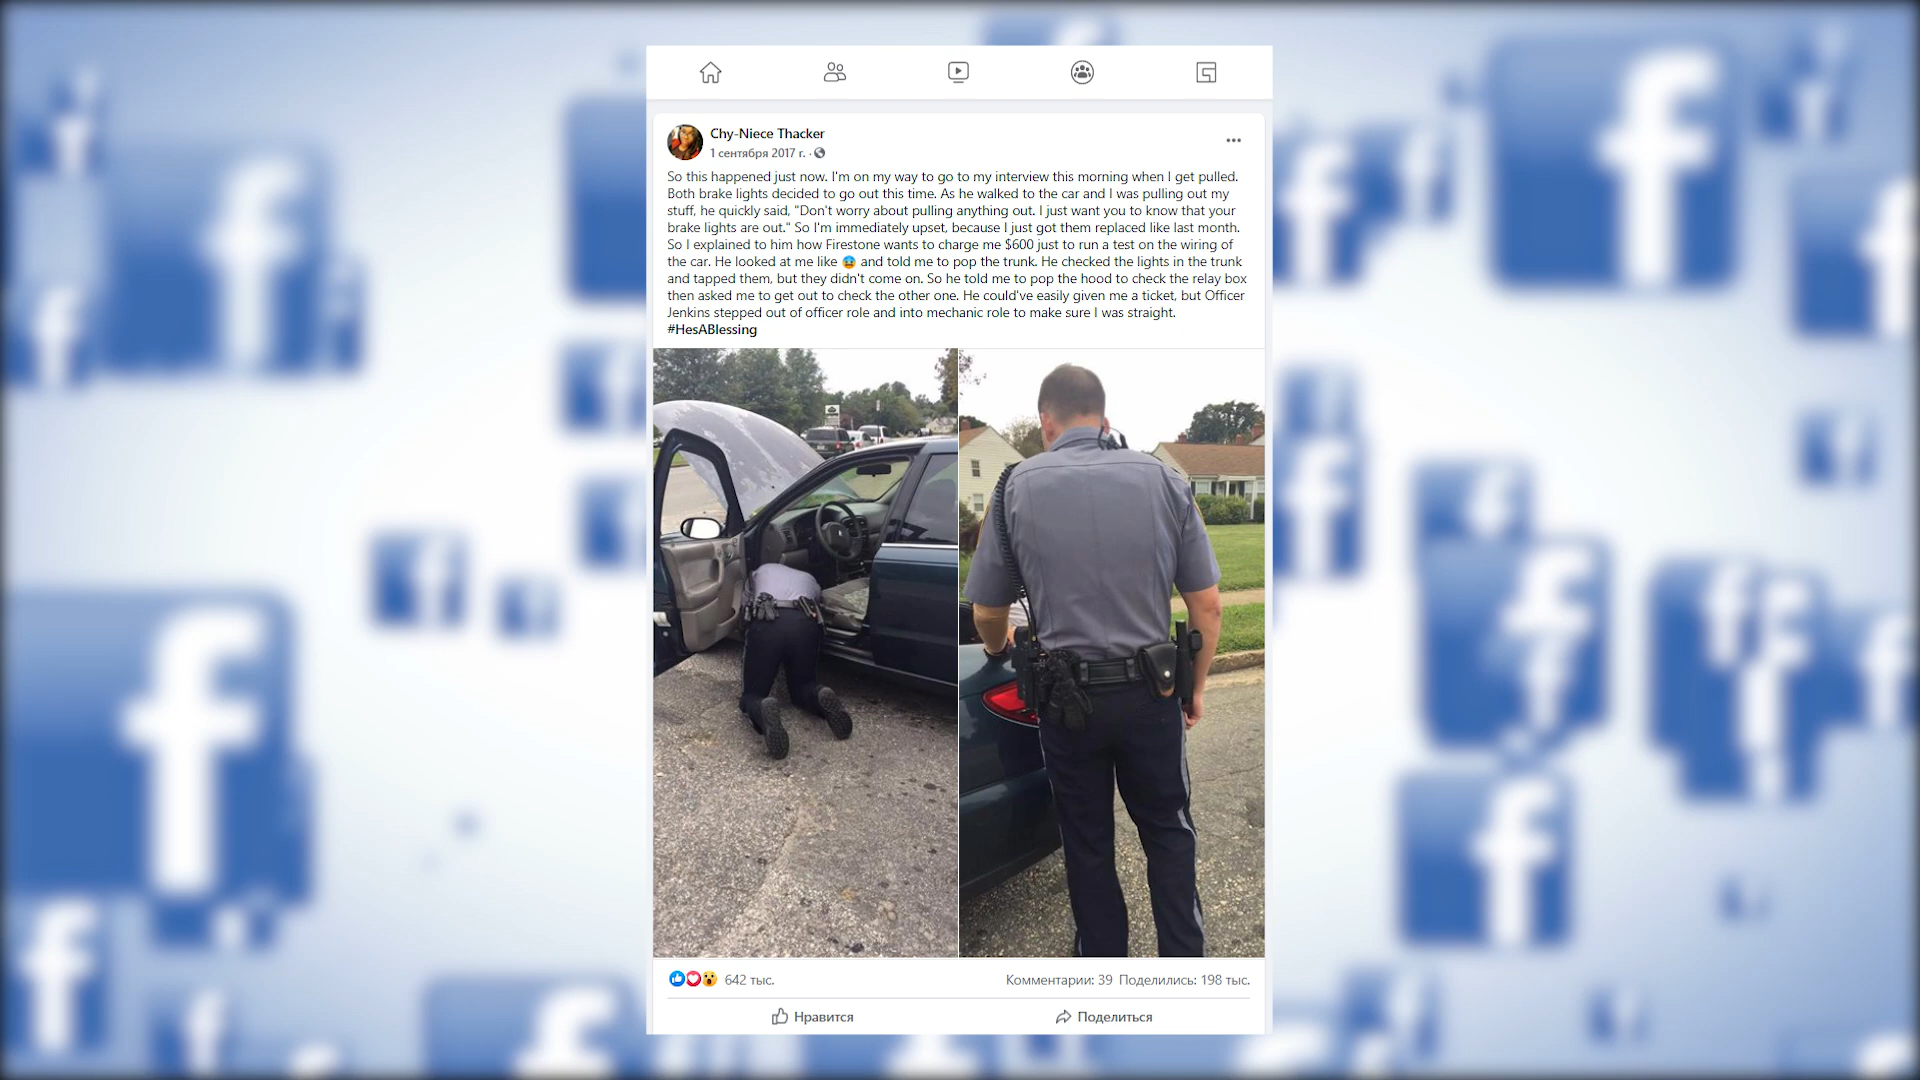 Chy-Niece Thacker
1 сентября 2017 г. ·
So this happened just now. I'm on my way to go to my interview this morning when I get pulled.
Both brake lights decided to go out this time. As he walked to the car and I was pulling out my
stuff, he quickly said, "Don't worry about pulling anything out. I just want you to know that your
brake lights are out." So I'm immediately upset, because I just got them replaced like last month.
So I explained to him how Firestone wants to charge me $600 just to run a test on the wiring of
the car. He looked at me like 😰 and told me to pop the trunk. He checked the lights in the trunk
and tapped them, but they didn't come on. So he told me to pop the hood to check the relay box
then asked me to get out to check the other one. He could've easily given me a ticket, but Officer
Jenkins stepped out of officer role and into mechanic role to make sure I was straight.
#HesABlessing
642 тыс.
Комментарии: 39 Поделились: 198 тыс.
Нравится
Поделиться